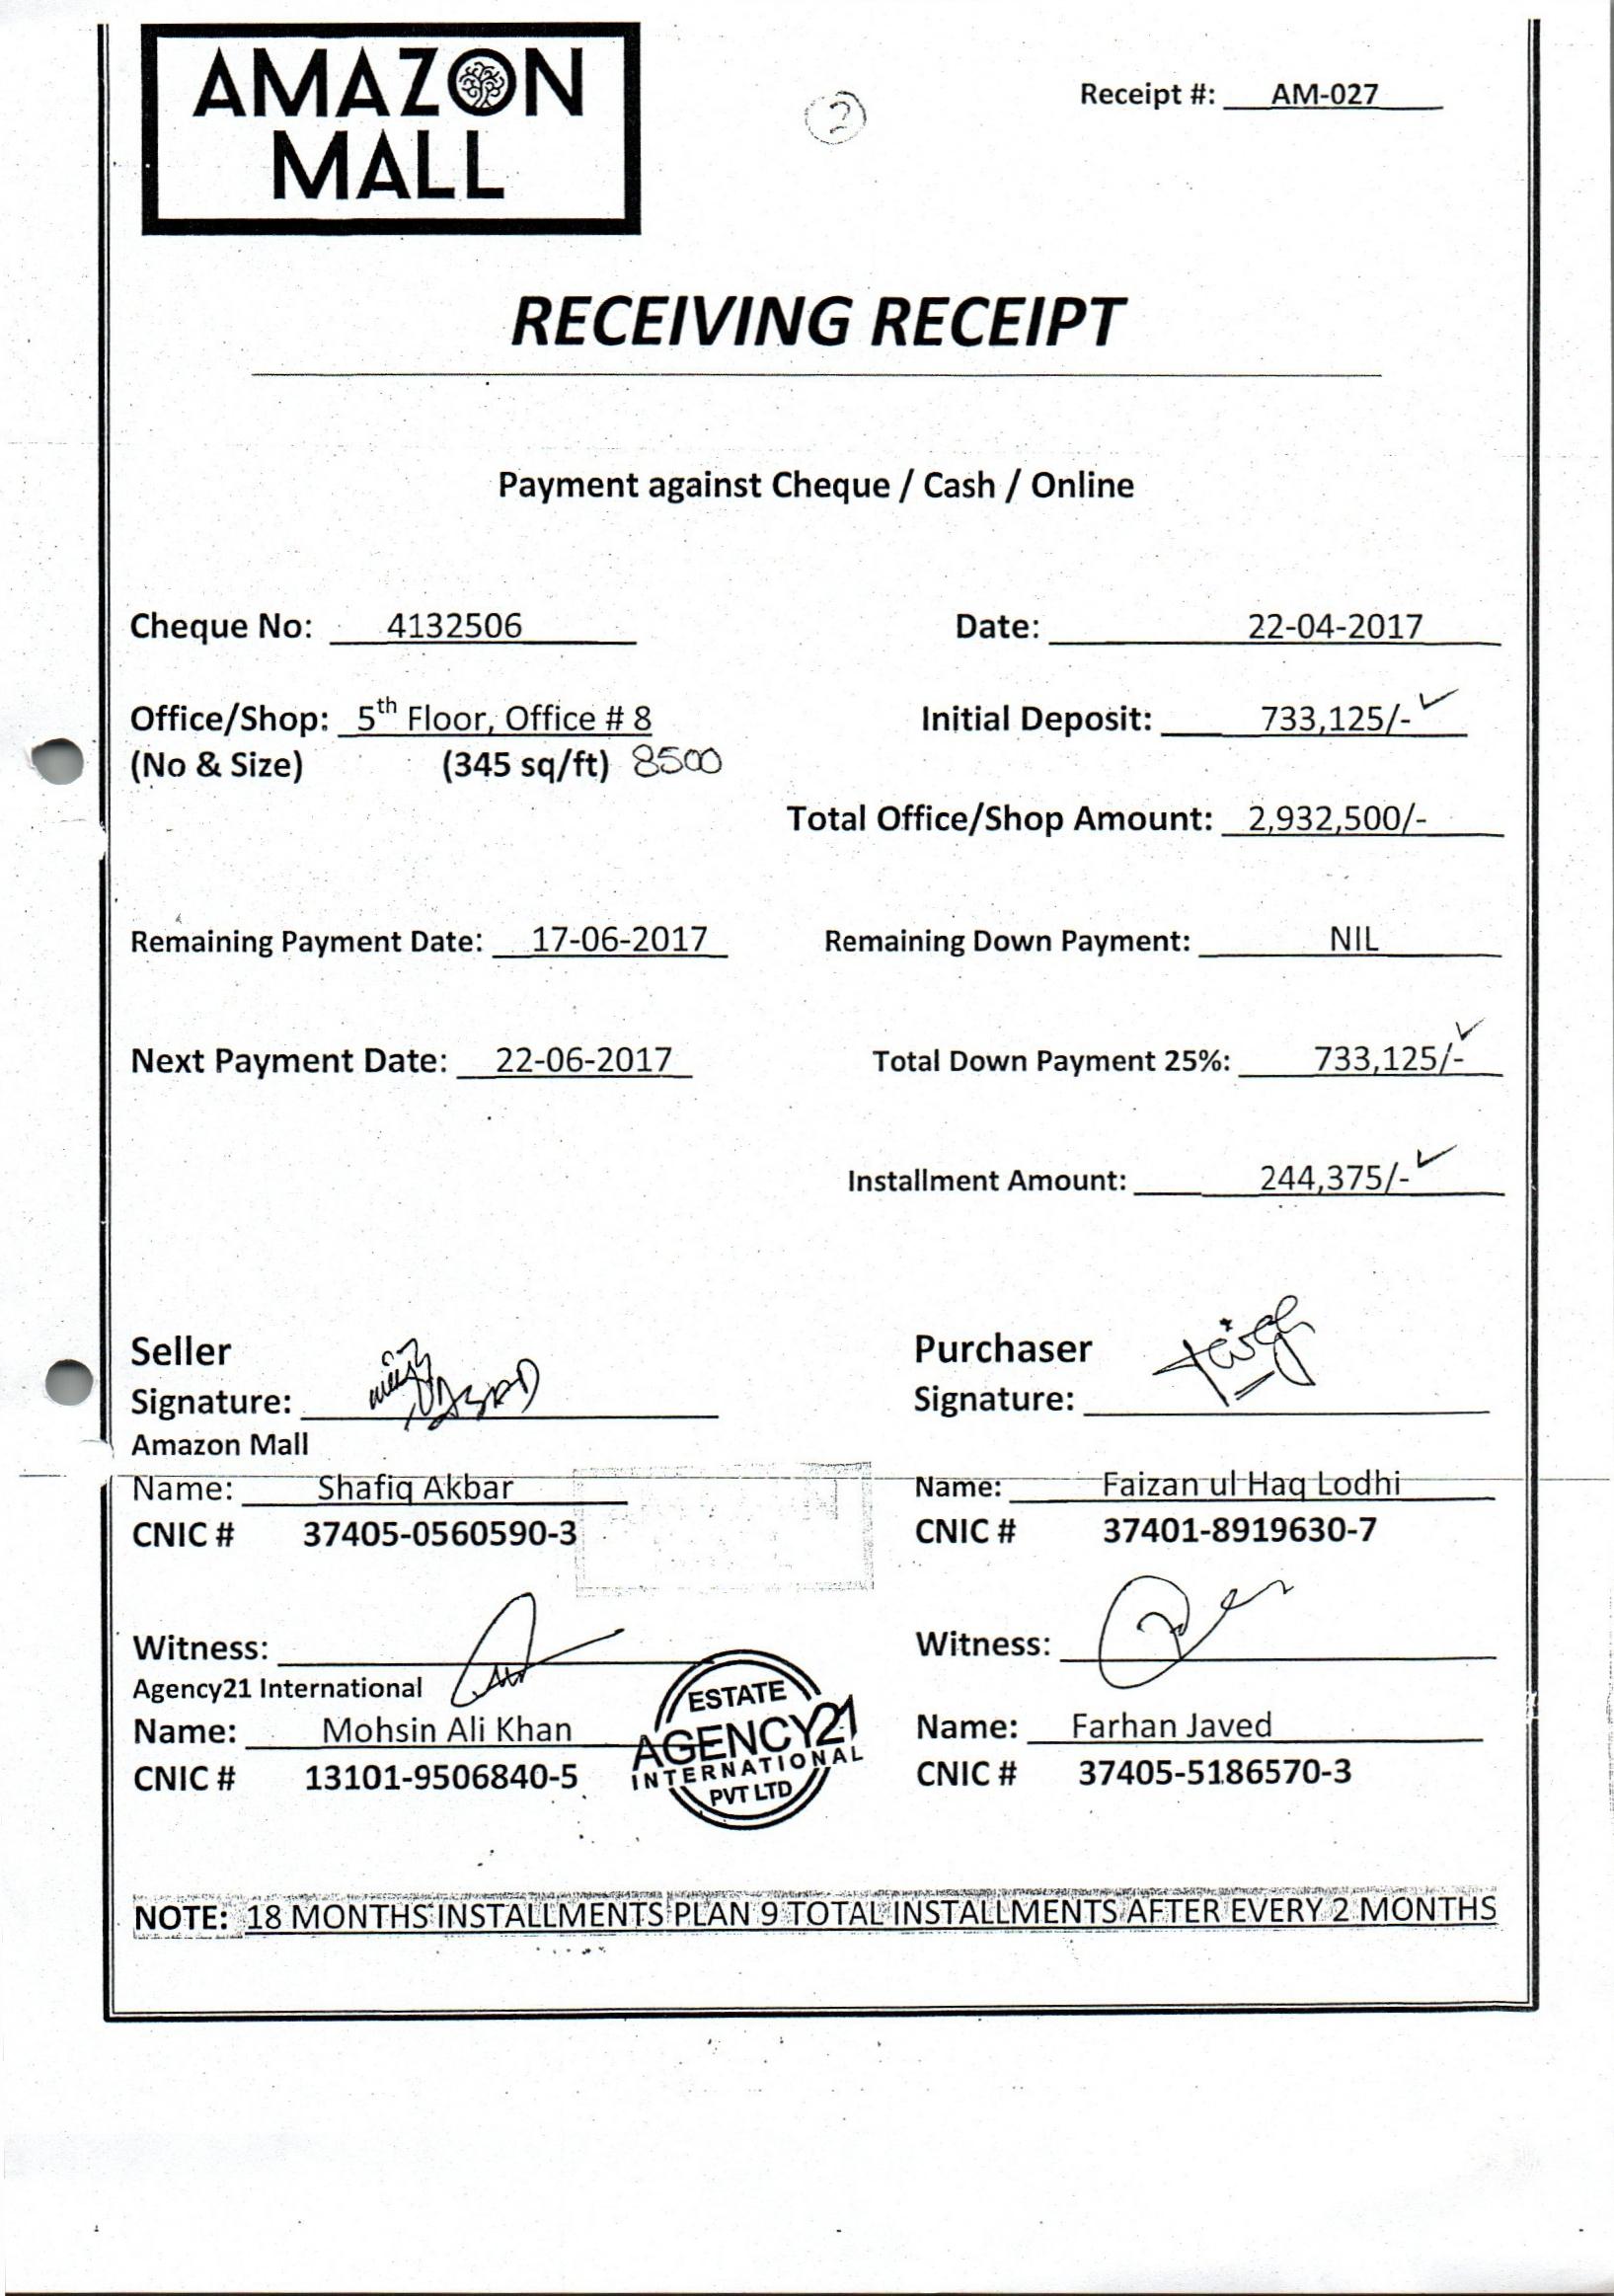 AMAZON
MALL
2
Receipt #: AM-027
RECEIVING RECEIPT
Payment against Cheque / Cash / Online
Cheque No: 4132506 Date: 22-04-2017
Office/Shop: 5th Floor, Office # 8 Initial Deposit: 733,125/-
(No & Size) (345 sq/ft) 8500
Total Office/Shop Amount: 2,932,500/-
Remaining Payment Date: 17-06-2017 Remaining Down Payment: NIL
Next Payment Date: 22-06-2017 Total Down Payment 25%: 733,125/-
Installment Amount: 244,375/-
Seller Purchaser
Signature: Signature:
Amazon Mall
Name: Shafiq Akbar Name: Faizan ul Haq Lodhi
CNIC # 37405-0560590-3 CNIC # 37401-8919630-7
Witness: Witness:
Agency21 International
Name: Mohsin Ali Khan Name: Farhan Javed
CNIC # 13101-9506840-5 CNIC # 37405-5186570-3
ESTATE
AGENCY21
INTERNATIONAL
PVT LTD
NOTE: 18 MONTHS INSTALLMENTS PLAN 9 TOTAL INSTALLMENTS AFTER EVERY 2 MONTHS